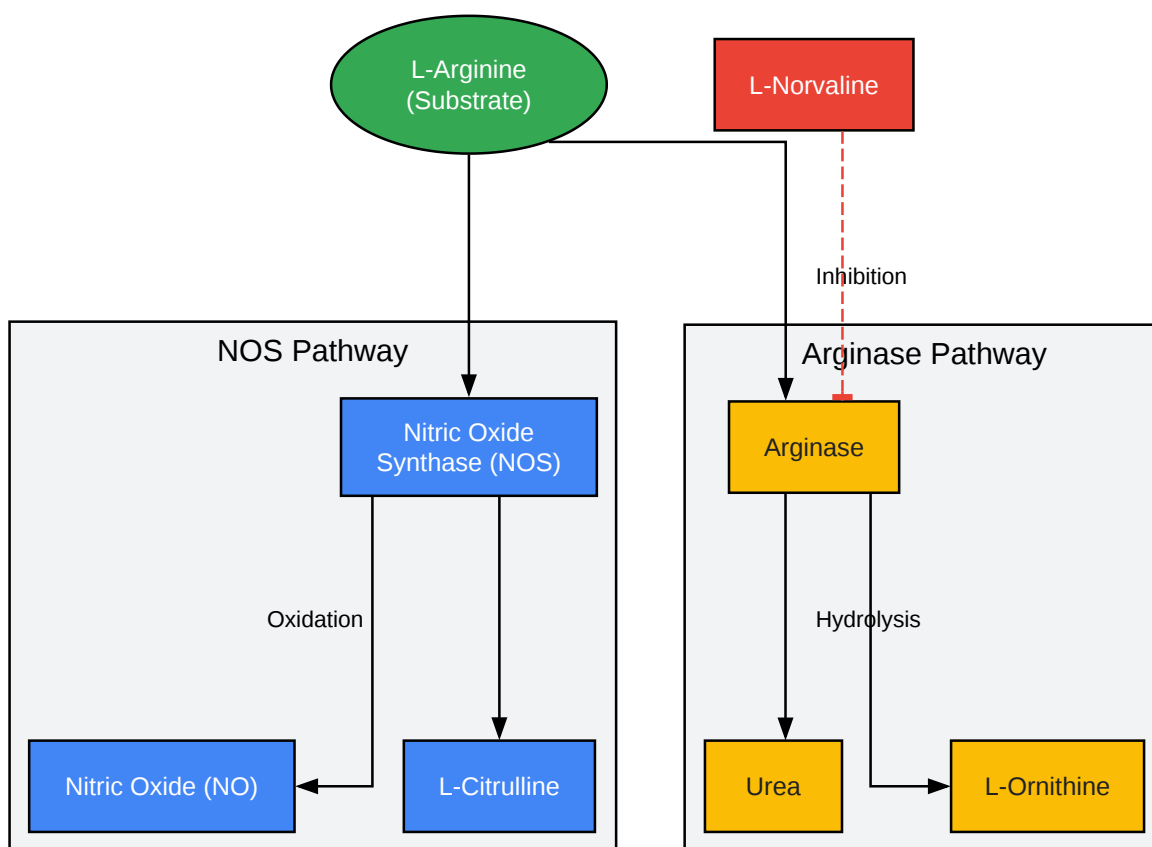 L-Arginine
(Substrate)
L-Norvaline
Inhibition
NOS Pathway
Arginase Pathway
Nitric Oxide
Synthase (NOS)
Arginase
Oxidation
Hydrolysis
Nitric Oxide (NO)
L-Citrulline
Urea
L-Ornithine